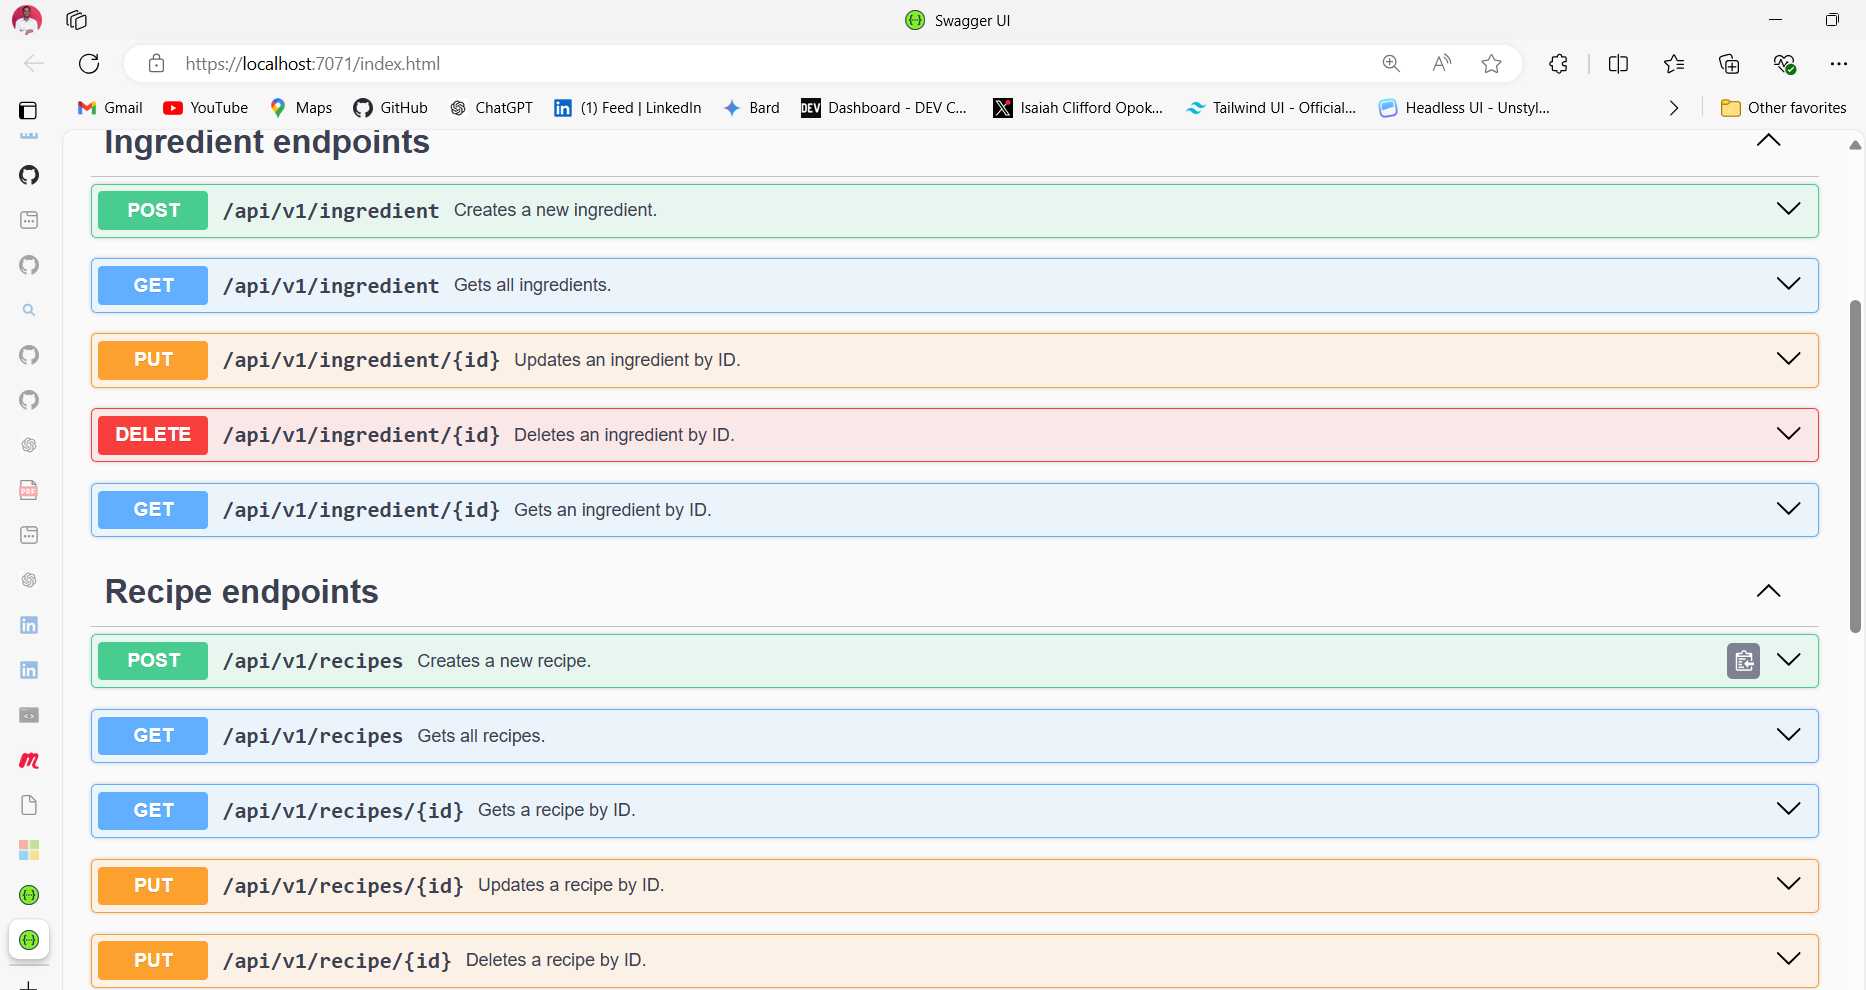 Swagger UI
https://localhost:7071/index.html
Gmail YouTube Maps GitHub ChatGPT (1) Feed | LinkedIn Bard DEV Dashboard - DEV C... Isaiah Clifford Opok... Tailwind UI - Official... Headless UI - Unstyl... Other favorites
Ingredient endpoints
POST /api/v1/ingredient Creates a new ingredient.
GET /api/v1/ingredient Gets all ingredients.
PUT /api/v1/ingredient/{id} Updates an ingredient by ID.
DELETE /api/v1/ingredient/{id} Deletes an ingredient by ID.
GET /api/v1/ingredient/{id} Gets an ingredient by ID.
Recipe endpoints
POST /api/v1/recipes Creates a new recipe.
GET /api/v1/recipes Gets all recipes.
GET /api/v1/recipes/{id} Gets a recipe by ID.
PUT /api/v1/recipes/{id} Updates a recipe by ID.
PUT /api/v1/recipe/{id} Deletes a recipe by ID.